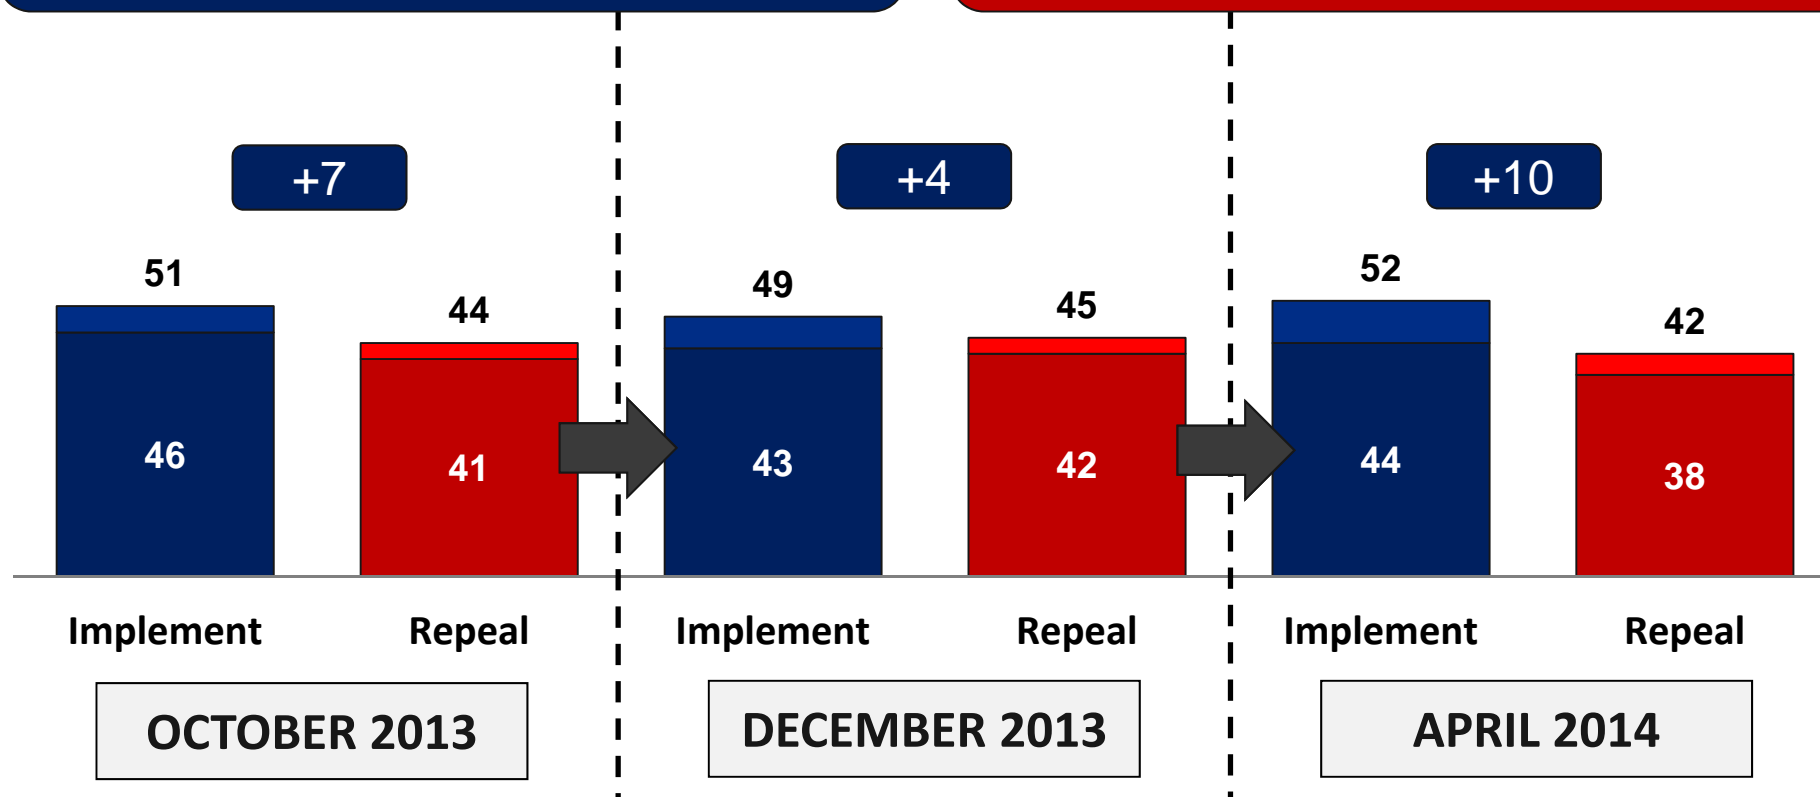 +7
+4
+10
51
44
49
45
52
42
46
41
43
42
44
38
Implement
Repeal
Implement
Repeal
Implement
Repeal
OCTOBER 2013
DECEMBER 2013
APRIL 2014